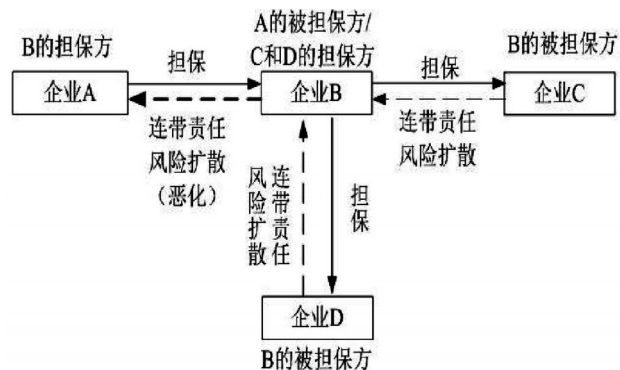 A的被担保方/
C和D的担保方
B的担保方
B的被担保方
担保
担保
企业A
企业B
企业C
连带责任
风险扩散
（恶化）
连带责任
风险扩散
连带责任
风险扩散
担保
企业D
B的被担保方